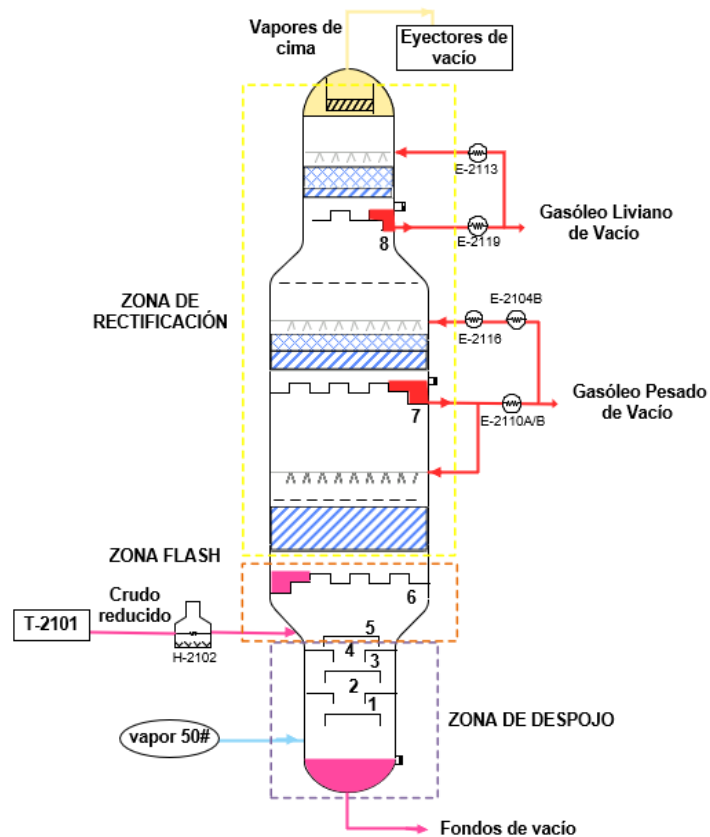 Vapores de
cima
Eyectores de
vacío
E-2113
Gasóleo Liviano
de Vacío
8
E-2119
ZONA DE
RECTIFICACIÓN
E-2104B
E-2116
Gasóleo Pesado
de Vacío
7
E-2110A/B
ZONA FLASH
Crudo
reducido
6
T-2101
H-2102
5
4
3
2
1
ZONA DE DESPOJO
vapor 50#
Fondos de vacío